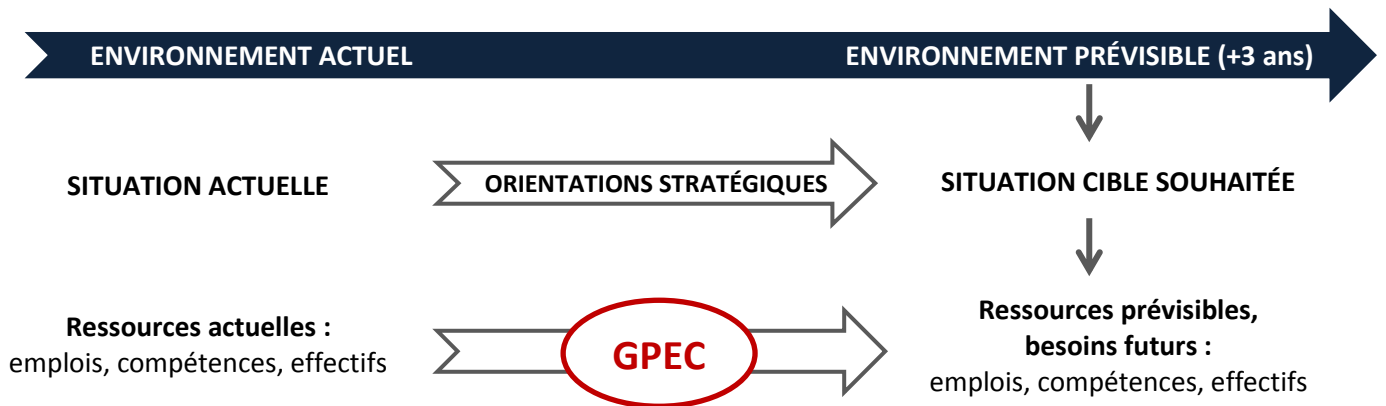 ENVIRONNEMENT ACTUEL
ENVIRONNEMENT PRÉVISIBLE (+3 ans)
SITUATION ACTUELLE
ORIENTATIONS STRATÉGIQUES
SITUATION CIBLE SOUHAITÉE
Ressources actuelles :
emplois, compétences, effectifs
GPEC
Ressources prévisibles,
besoins futurs :
emplois, compétences, effectifs